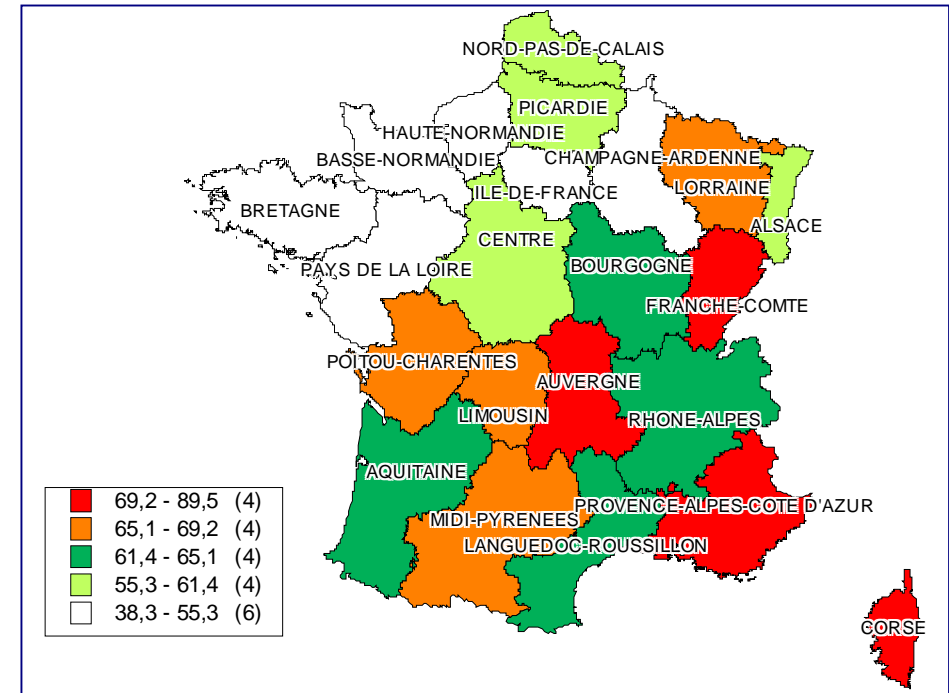 NORD-PAS-DE-CALAIS
PICARDIE
HAUTE-NORMANDIE
BASSE-NORMANDIE
CHAMPAGNE-ARDENNE
LORRAINE
ILE-DE-FRANCE
BRETAGNE
ALSACE
CENTRE
PAYS DE LA LOIRE
BOURGOGNE
FRANCHE-COMTE
POITOU-CHARENTES
AUVERGNE
LIMOUSIN
RHONE-ALPES
AQUITAINE
PROVENCE-ALPES-COTE D'AZUR
MIDI-PYRENEES
LANGUEDOC-ROUSSILLON
CORSE
69,2 - 89,5 (4)
65,1 - 69,2 (4)
61,4 - 65,1 (4)
55,3 - 61,4 (4)
38,3 - 55,3 (6)